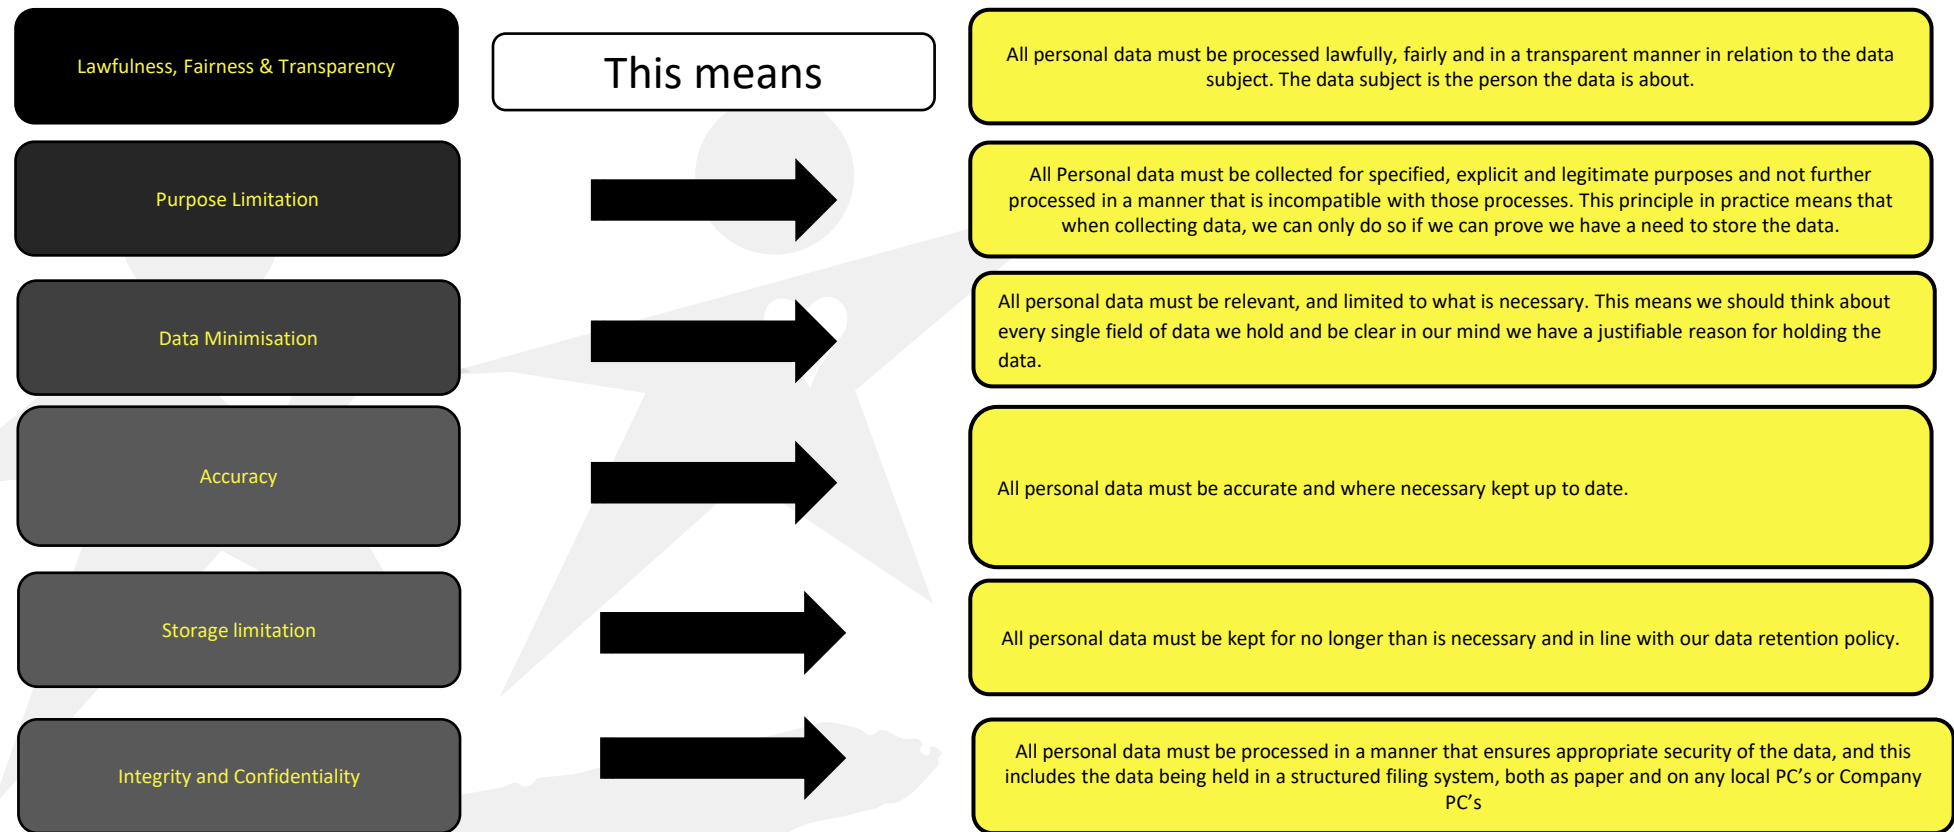 Lawfulness, Fairness & Transparency
This means
All personal data must be processed lawfully, fairly and in a transparent manner in relation to the data
subject. The data subject is the person the data is about.
Purpose Limitation
All Personal data must be collected for specified, explicit and legitimate purposes and not further
processed in a manner that is incompatible with those processes. This principle in practice means that
when collecting data, we can only do so if we can prove we have a need to store the data.
Data Minimisation
All personal data must be relevant, and limited to what is necessary. This means we should think about
every single field of data we hold and be clear in our mind we have a justifiable reason for holding the
data.
Accuracy
All personal data must be accurate and where necessary kept up to date.
Storage limitation
All personal data must be kept for no longer than is necessary and in line with our data retention policy.
Integrity and Confidentiality
All personal data must be processed in a manner that ensures appropriate security of the data, and this
includes the data being held in a structured filing system, both as paper and on any local PC’s or Company
PC’s